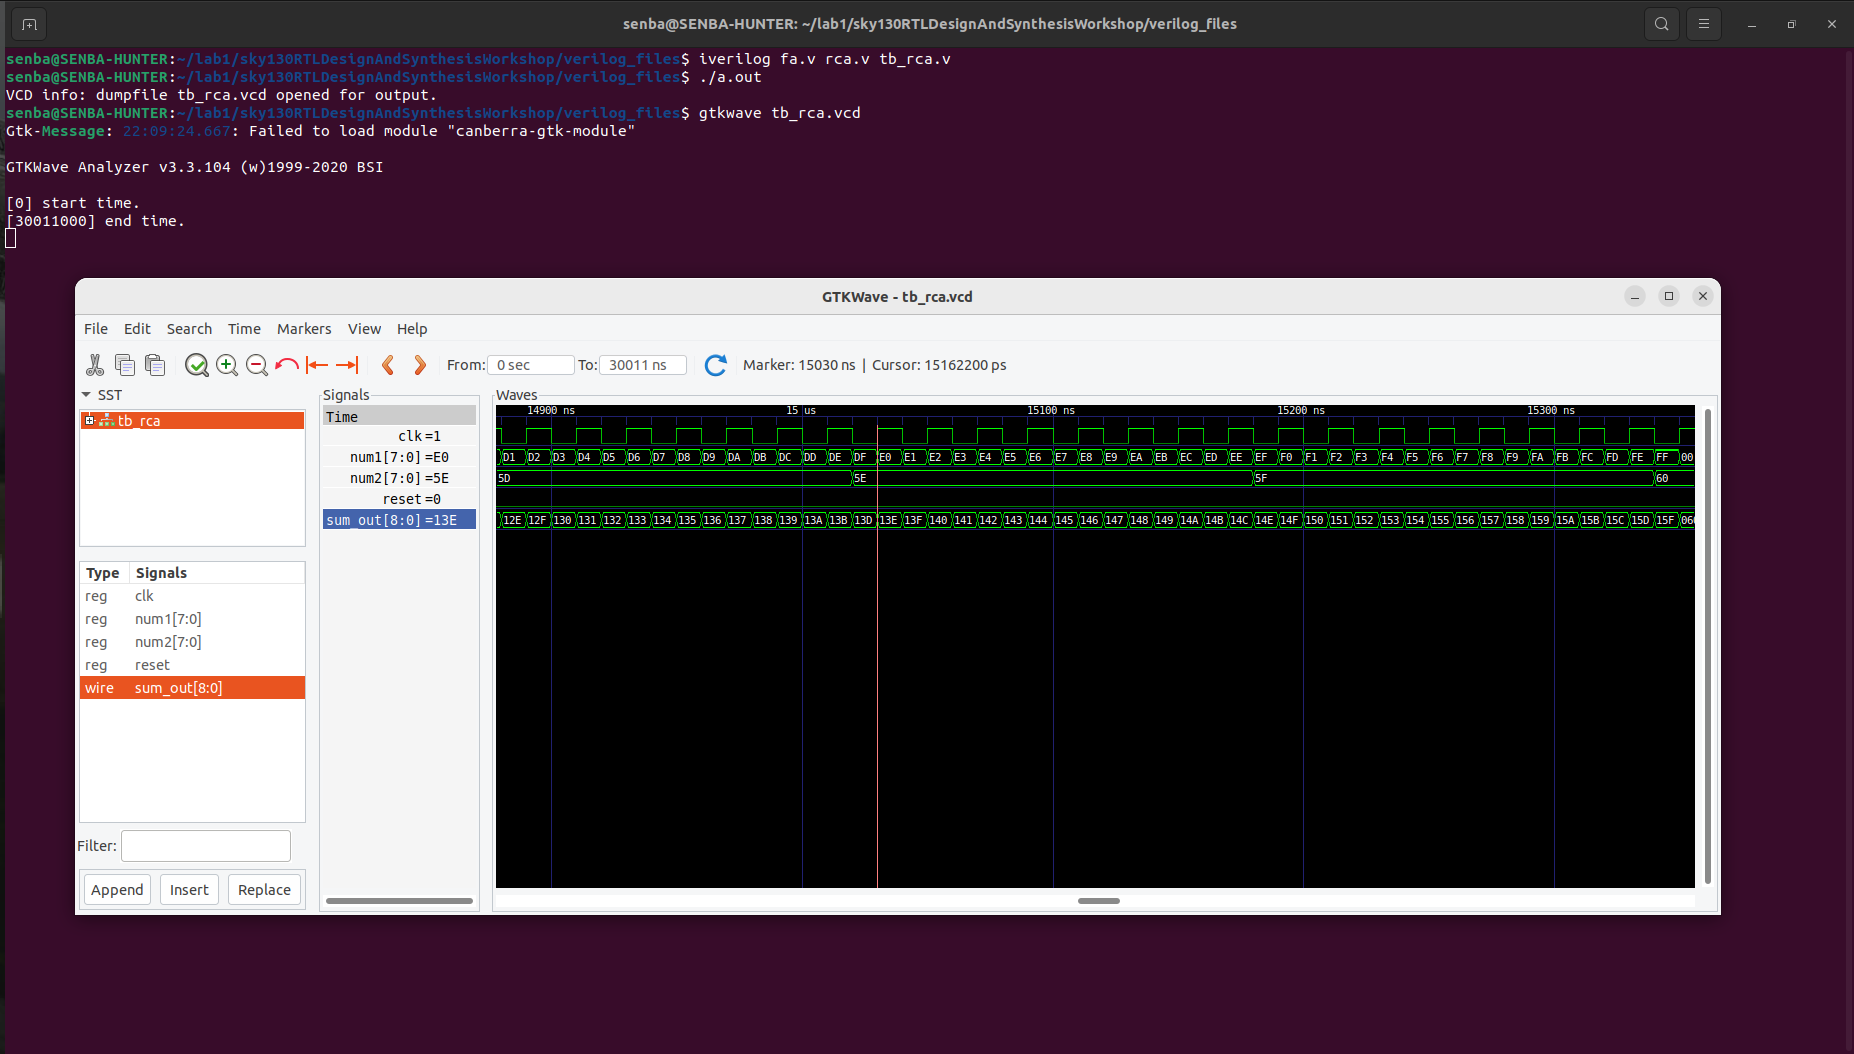 senba@SENBA-HUNTER: ~/lab1/sky130RTLDesignAndSynthesisWorkshop/verilog_files
senba@SENBA-HUNTER:~/lab1/sky130RTLDesignAndSynthesisWorkshop/verilog_files$ iverilog fa.v rca.v tb_rca.v
senba@SENBA-HUNTER:~/lab1/sky130RTLDesignAndSynthesisWorkshop/verilog_files$ ./a.out
VCD info: dumpfile tb_rca.vcd opened for output.
senba@SENBA-HUNTER:~/lab1/sky130RTLDesignAndSynthesisWorkshop/verilog_files$ gtkwave tb_rca.vcd
Gtk-Message: 22:09:24.667: Failed to load module "canberra-gtk-module"
GTKWave Analyzer v3.3.104 (w)1999-2020 BSI
[0] start time.
[30011000] end time.
GTKWave - tb_rca.vcd
File Edit Search Time Markers View Help
From: 0 sec To: 30011 ns Marker: 15030 ns | Cursor: 15162200 ps
SST
tb_rca
Type Signals
reg clk
reg num1[7:0]
reg num2[7:0]
reg reset
wire sum_out[8:0]
Filter:
Append Insert Replace
Signals
Time
clk =1
num1[7:0] =E0
num2[7:0] =5E
reset =0
sum_out[8:0] =13E
Waves
14900 ns 15 us 15100 ns 15200 ns 15300 ns
D1 D2 D3 D4 D5 D6 D7 D8 D9 DA DB DC DD DE DF E0 E1 E2 E3 E4 E5 E6 E7 E8 E9 EA EB EC ED EE EF F0 F1 F2 F3 F4 F5 F6 F7 F8 F9 FA FB FC FD FE FF 00
5D 5E 5F 60
12E 12F 130 131 132 133 134 135 136 137 138 139 13A 13B 13D 13E 13F 140 141 142 143 144 145 146 147 148 149 14A 14B 14C 14E 14F 150 151 152 153 154 155 156 157 158 159 15A 15B 15C 15D 15F 060